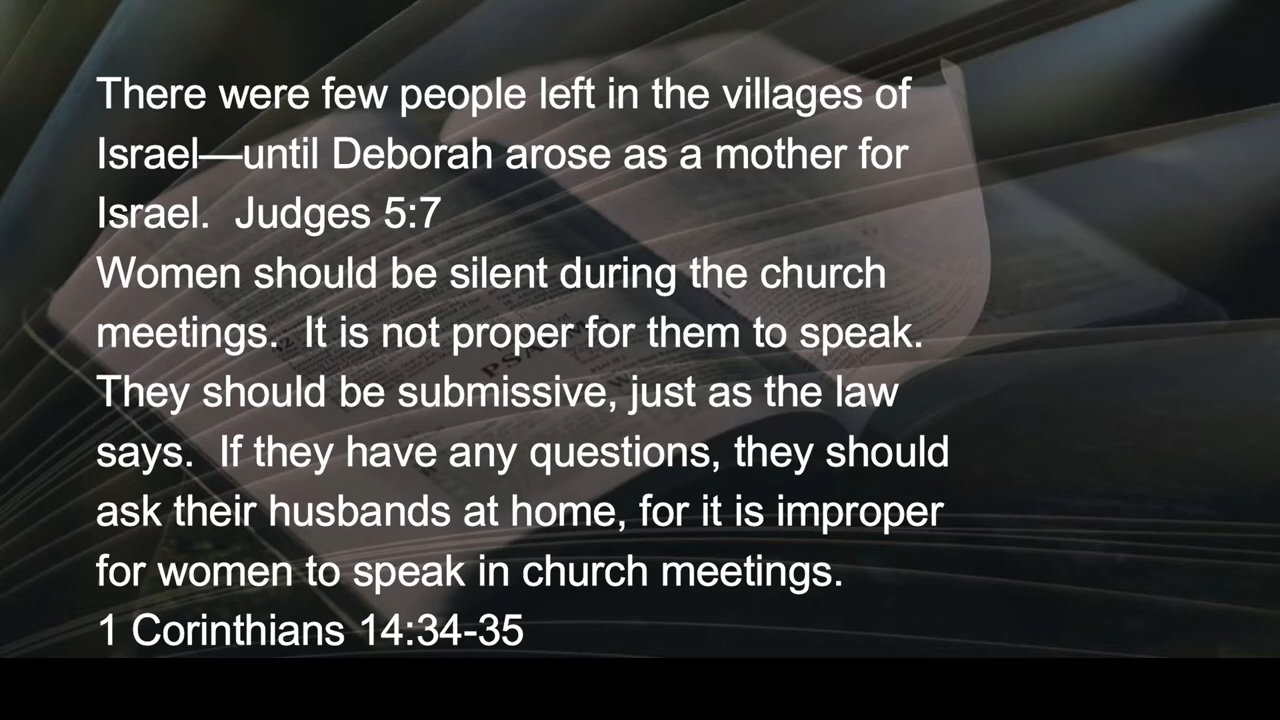 There were few people left in the villages of
Israel—until Deborah arose as a mother for
Israel.  Judges 5:7
Women should be silent during the church
meetings.  It is not proper for them to speak.
They should be submissive, just as the law
says.  If they have any questions, they should
ask their husbands at home, for it is improper
for women to speak in church meetings.
1 Corinthians 14:34-35
PSALMS